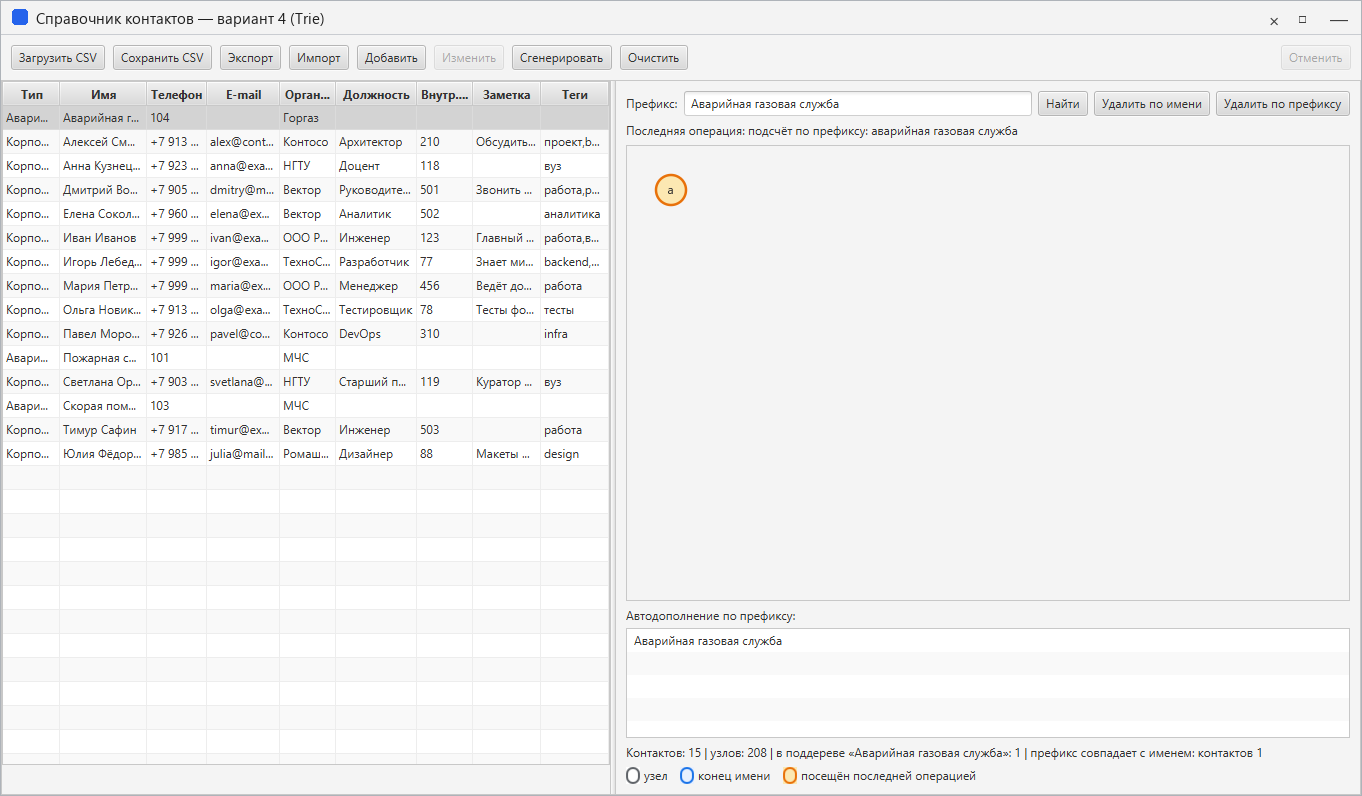 Справочник контактов — вариант 4 (Trie)
Загрузить CSV Сохранить CSV Экспорт Импорт Добавить Изменить Сгенерировать Очистить Отменить
Тип Имя Телефон E-mail Орган... Должность Внутр.... Заметка Теги
Авари... Аварийная г... 104 Горгаз
Корпо... Алексей См... +7 913 ... alex@cont... Контосо Архитектор 210 Обсудить... проект,b...
Корпо... Анна Кузнец... +7 923 ... anna@exa... НГТУ Доцент 118 вуз
Корпо... Дмитрий Во... +7 905 ... dmitry@m... Вектор Руководите... 501 Звонить ... работа,р...
Корпо... Елена Сокол... +7 960 ... elena@ex... Вектор Аналитик 502 аналитика
Корпо... Иван Иванов +7 999 ... ivan@exa... ООО Р... Инженер 123 Главный ... работа,в...
Корпо... Игорь Лебед... +7 999 ... igor@exa... ТехноС... Разработчик 77 Знает ми... backend,...
Корпо... Мария Петр... +7 999 ... maria@ex... ООО Р... Менеджер 456 Ведёт до... работа
Корпо... Ольга Новик... +7 913 ... olga@exa... ТехноС... Тестировщик 78 Тесты фо... тесты
Корпо... Павел Моро... +7 926 ... pavel@co... Контосо DevOps 310 infra
Авари... Пожарная с... 101 МЧС
Корпо... Светлана Ор... +7 903 ... svetlana@... НГТУ Старший п... 119 Куратор ... вуз
Авари... Скорая пом... 103 МЧС
Корпо... Тимур Сафин +7 917 ... timur@ex... Вектор Инженер 503 работа
Корпо... Юлия Фёдор... +7 985 ... julia@mail... Ромаш... Дизайнер 88 Макеты ... design
Префикс: Аварийная газовая служба Найти Удалить по имени Удалить по префиксу
Последняя операция: подсчёт по префиксу: аварийная газовая служба
а
Автодополнение по префиксу:
Аварийная газовая служба
Контактов: 15 | узлов: 208 | в поддереве «Аварийная газовая служба»: 1 | префикс совпадает с именем: контактов 1
узел конец имени посещён последней операцией